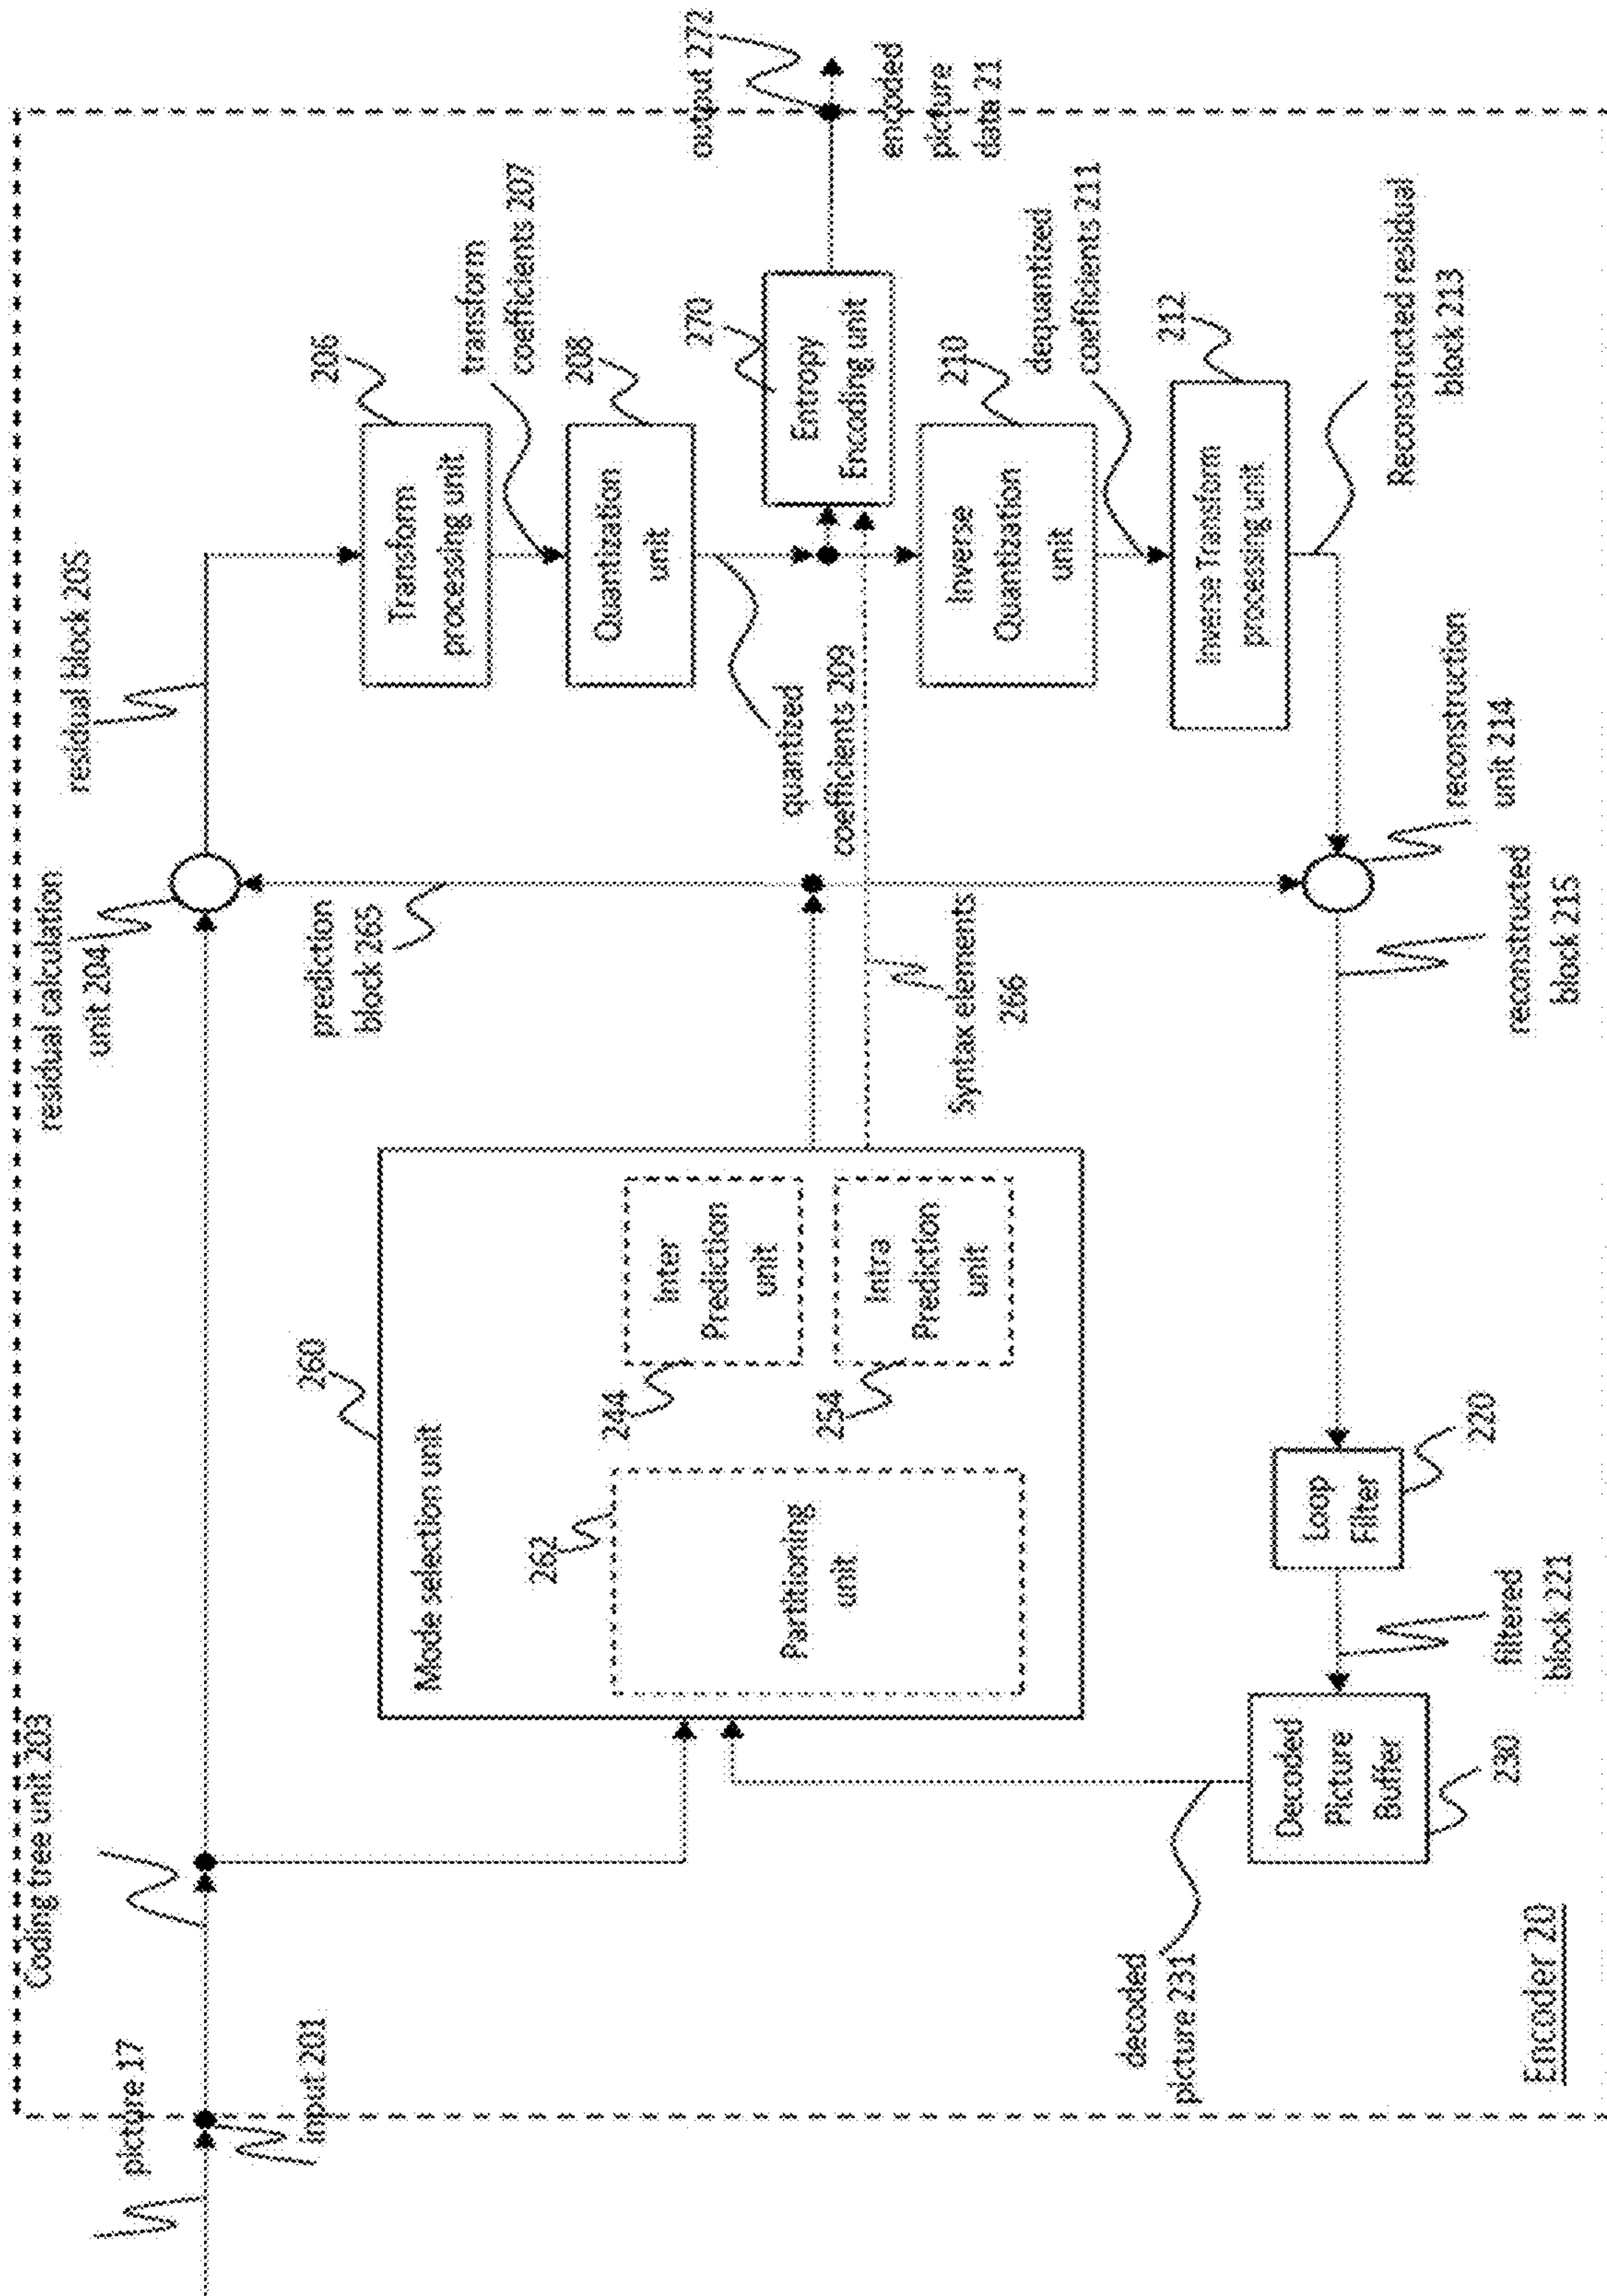 picture 17
input 201
Coding tree unit 203
residual calculation
unit 204
residual block 205
prediction
block 265
206
Transform
processing unit
transform
coefficients 207
208
Quantization
unit
quantized
coefficients 209
270
Entropy
Encoding unit
output 272
encoded
picture
data 21
260
Mode selection unit
262
Partitioning
unit
244
Inter
Prediction
unit
254
Intra
Prediction
unit
Syntax elements
266
210
Inverse
Quantization
unit
dequantized
coefficients 211
212
Inverse Transform
processing unit
Reconstructed residual
block 213
reconstruction
unit 214
reconstructed
block 215
Loop
Filter
220
filtered
block 221
Decoded
Picture
Buffer
230
decoded
picture 231
Encoder 20